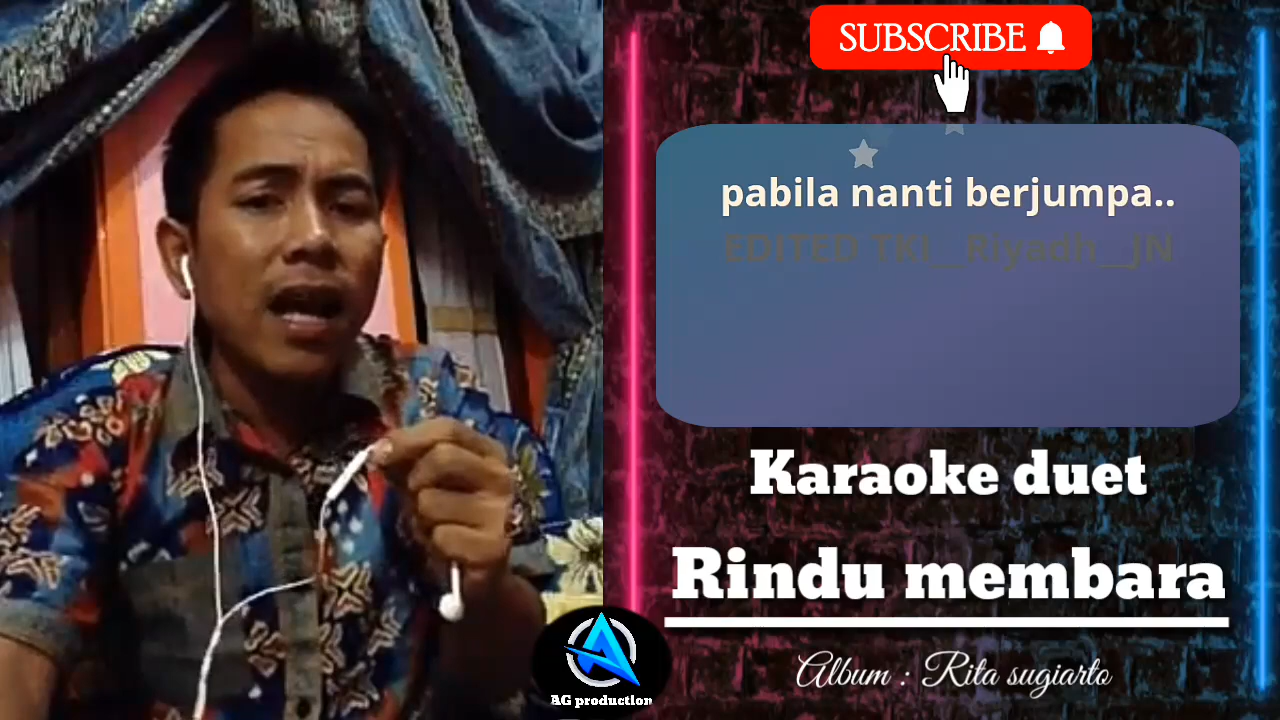 SUBSCRIBE
pabila nanti berjumpa..
EDITED TKI__Riyadh__JN
Karaoke duet
Rindu membara
Album : Rita sugiarto
AG production